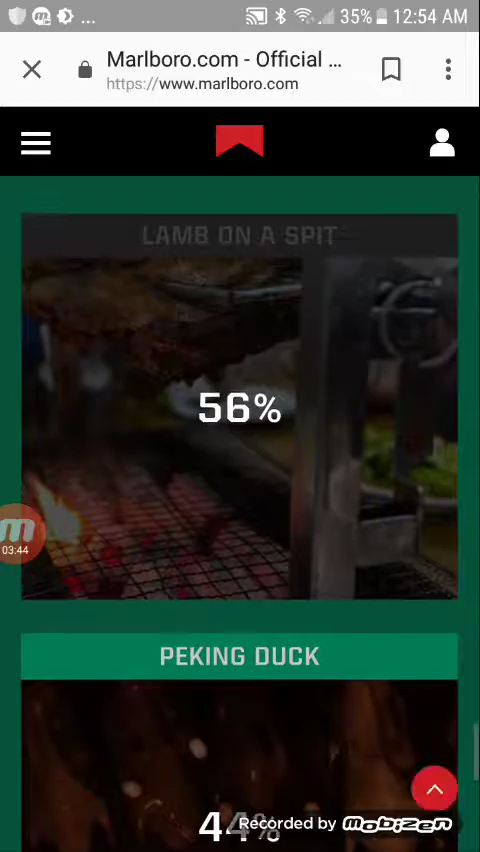 ... 35% 12:54 AM
Marlboro.com - Official ...
https://www.marlboro.com
LAMB ON A SPIT
56%
03:44
PEKING DUCK
44%
Recorded by mobizen